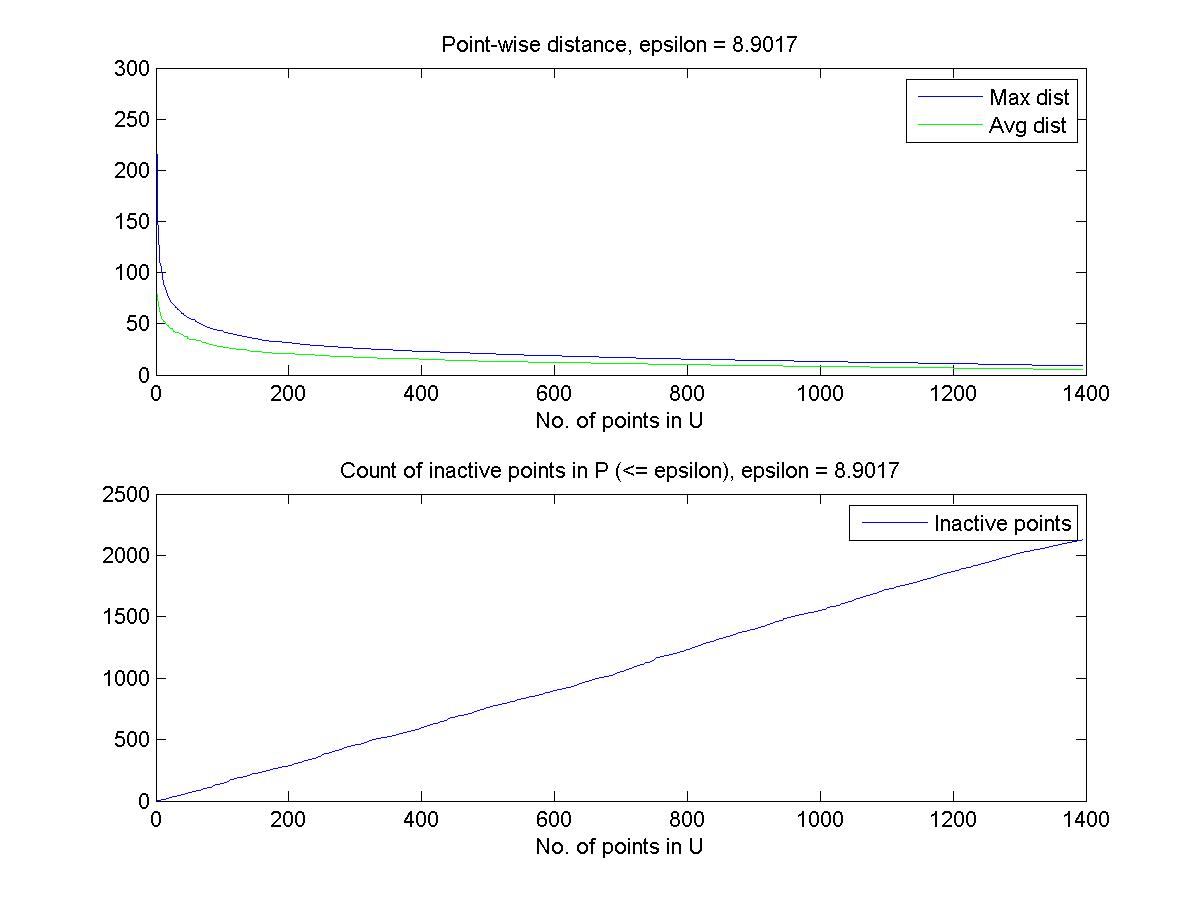 Point-wise distance, epsilon = 8.9017
300
250
200
150
100
50
0
Max dist
Avg dist
0 200 400 600 800 1000 1200 1400
No. of points in U
Count of inactive points in P (<= epsilon), epsilon = 8.9017
2500
2000
1500
1000
500
0
Inactive points
0 200 400 600 800 1000 1200 1400
No. of points in U